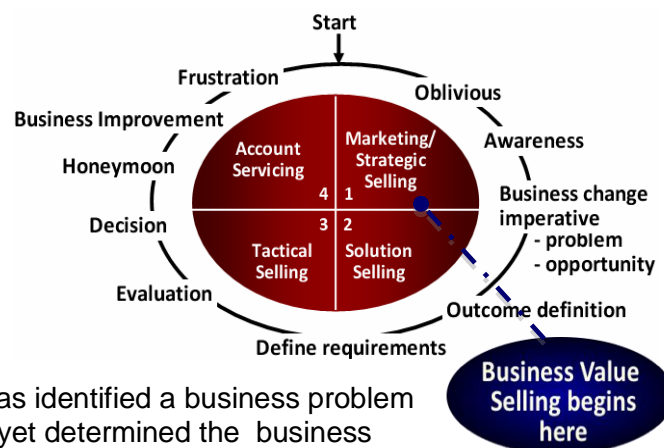 Start
Frustration
Oblivious
Business Improvement
Awareness
Honeymoon
Business change
imperative
- problem
- opportunity
Decision
Evaluation
Outcome definition
Define requirements
Account
Servicing
4
Marketing/
Strategic
Selling
1
3
Tactical
Selling
2
Solution
Selling
Business Value
Selling begins
here
as identified a business problem
yet determined the business